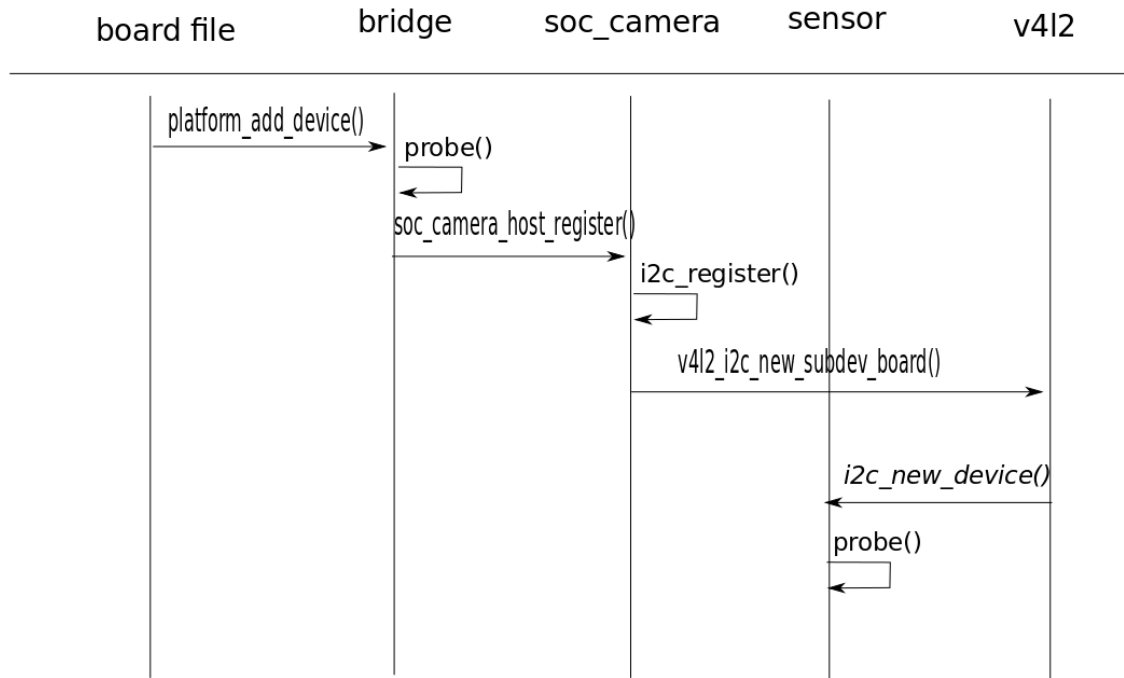 board file
bridge
soc_camera
sensor
v4l2
platform_add_device()
probe()
soc_camera_host_register()
i2c_register()
v4l2_i2c_new_subdev_board()
i2c_new_device()
probe()